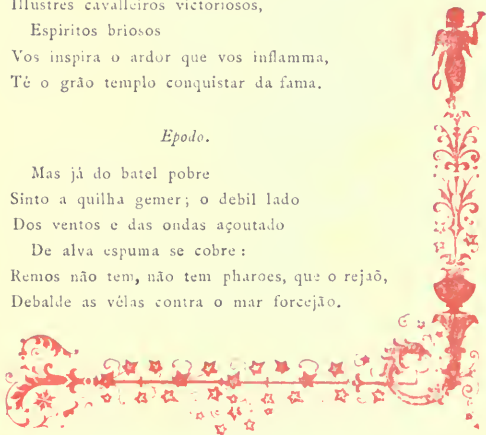 Illustres cavalleiros victoriosos,
Espiritos briosos
Vos inspira o ardor que vos inflamma,
Té o grão templo conquistar da fama.
Epodo.
Mas já do batel pobre
Sinto a quilha gemer; o debil lado
Dos ventos e das ondas açoutado
De alva espuma se cobre:
Remos não tem, não tem pharoes, que o rejaõ,
Debalde as vélas contra o mar forcejão.